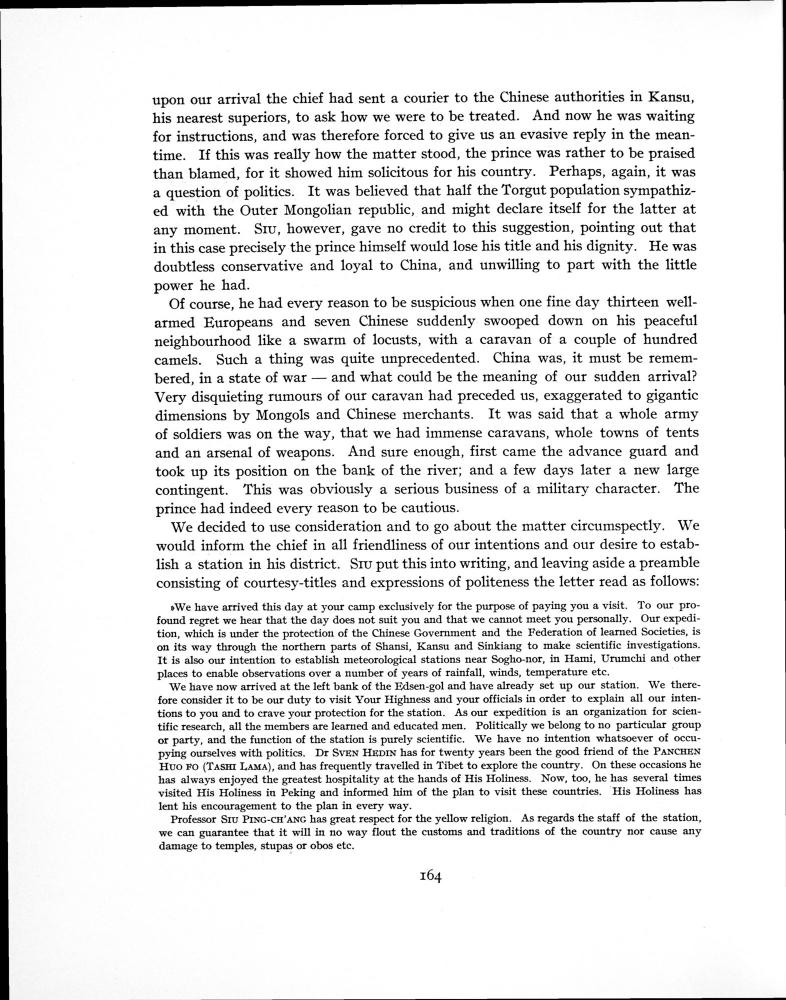 upon our arrival the chief had sent a courier to the Chinese authorities in Kansu,
his nearest superiors, to ask how we were to be treated. And now he was waiting
for instructions, and was therefore forced to give us an evasive reply in the mean-
time. If this was really how the matter stood, the prince was rather to be praised
than blamed, for it showed him solicitous for his country. Perhaps, again, it was
a question of politics. It was believed that half the Torgut population sympathiz-
ed with the Outer Mongolian republic, and might declare itself for the latter at
any moment. SIU, however, gave no credit to this suggestion, pointing out that
in this case precisely the prince himself would lose his title and his dignity. He was
doubtless conservative and loyal to China, and unwilling to part with the little
power he had.
Of course, he had every reason to be suspicious when one fine day thirteen well-
armed Europeans and seven Chinese suddenly swooped down on his peaceful
neighbourhood like a swarm of locusts, with a caravan of a couple of hundred
camels. Such a thing was quite unprecedented. China was, it must be remem-
bered, in a state of war — and what could be the meaning of our sudden arrival?
Very disquieting rumours of our caravan had preceded us, exaggerated to gigantic
dimensions by Mongols and Chinese merchants. It was said that a whole army
of soldiers was on the way, that we had immense caravans, whole towns of tents
and an arsenal of weapons. And sure enough, first came the advance guard and
took up its position on the bank of the river; and a few days later a new large
contingent. This was obviously a serious business of a military character. The
prince had indeed every reason to be cautious.
We decided to use consideration and to go about the matter circumspectly. We
would inform the chief in all friendliness of our intentions and our desire to estab-
lish a station in his district. SIU put this into writing, and leaving aside a preamble
consisting of courtesy-titles and expressions of politeness the letter read as follows:
»We have arrived this day at your camp exclusively for the purpose of paying you a visit. To our pro-
found regret we hear that the day does not suit you and that we cannot meet you personally. Our expedi-
tion, which is under the protection of the Chinese Government and the Federation of learned Societies, is
on its way through the northern parts of Shansi, Kansu and Sinkiang to make scientific investigations.
It is also our intention to establish meteorological stations near Sogho-nor, in Hami, Urumchi and other
places to enable observations over a number of years of rainfall, winds, temperature etc.
We have now arrived at the left bank of the Edsen-gol and have already set up our station. We there-
fore consider it to be our duty to visit Your Highness and your officials in order to explain all our inten-
tions to you and to crave your protection for the station. As our expedition is an organization for scien-
tific research, all the members are learned and educated men. Politically we belong to no particular group
or party, and the function of the station is purely scientific. We have no intention whatsoever of occu-
pying ourselves with politics. Dr SVEN HEDIN has for twenty years been the good friend of the PANCHEN
HUO FO (TASHI LAMA), and has frequently travelled in Tibet to explore the country. On these occasions he
has always enjoyed the greatest hospitality at the hands of His Holiness. Now, too, he has several times
visited His Holiness in Peking and informed him of the plan to visit these countries. His Holiness has
lent his encouragement to the plan in every way.
Professor SIU PING-CH'ANG has great respect for the yellow religion. As regards the staff of the station,
we can guarantee that it will in no way flout the customs and traditions of the country nor cause any
damage to temples, stupas or obos etc.
164